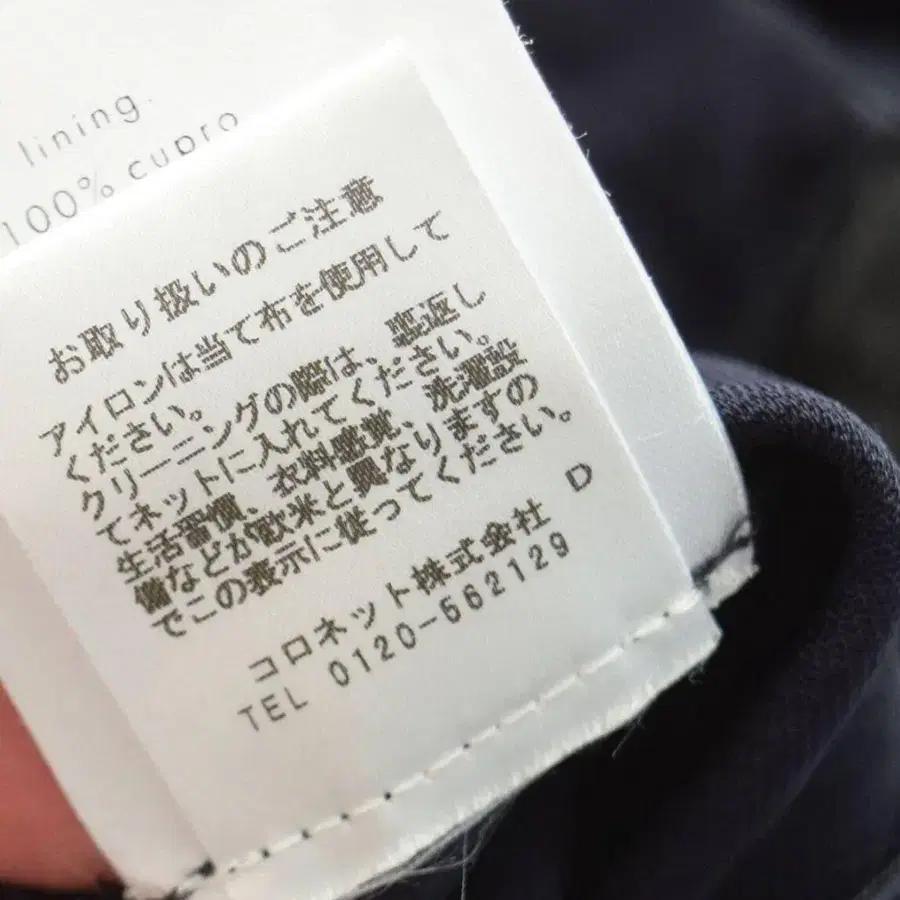 lining.
100% cupro
お取り扱いのご注意
アイロンは当て布を使用して
ください。
クリーニングの際は、裏返し
てネットに入れてください。
生活習慣、衣料感覚、洗濯設
備などが欧米と異なりますの
でこの表示に従ってください。
コロネット株式会社 D
TEL 0120-662129